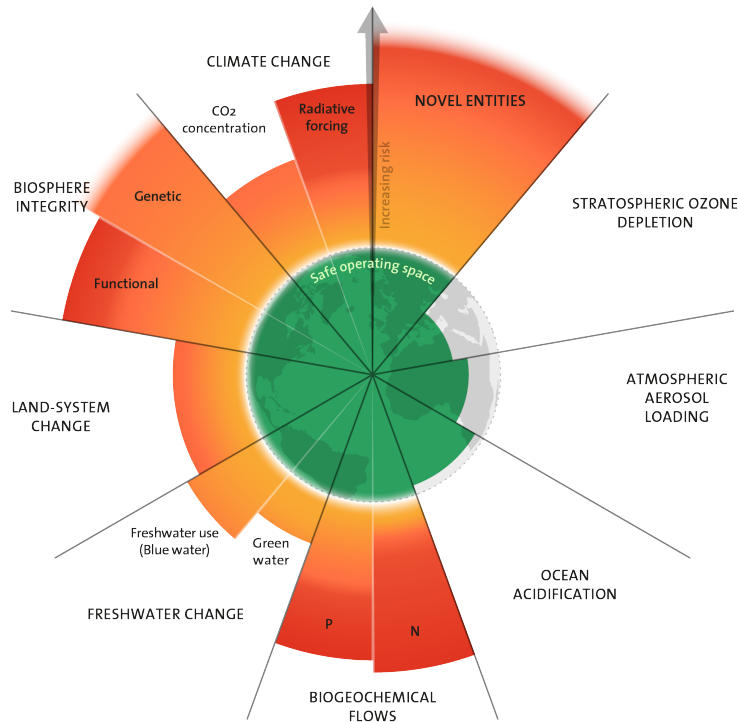 CLIMATE CHANGE
CO2
concentration
Radiative
forcing
Increasing risk
NOVEL ENTITIES
STRATOSPHERIC OZONE
DEPLETION
BIOSPHERE
INTEGRITY
Genetic
Functional
Safe operating space
ATMOSPHERIC
AEROSOL
LOADING
LAND-SYSTEM
CHANGE
Freshwater use
(Blue water)
Green
water
FRESHWATER CHANGE
P
N
OCEAN
ACIDIFICATION
BIOGEOCHEMICAL
FLOWS